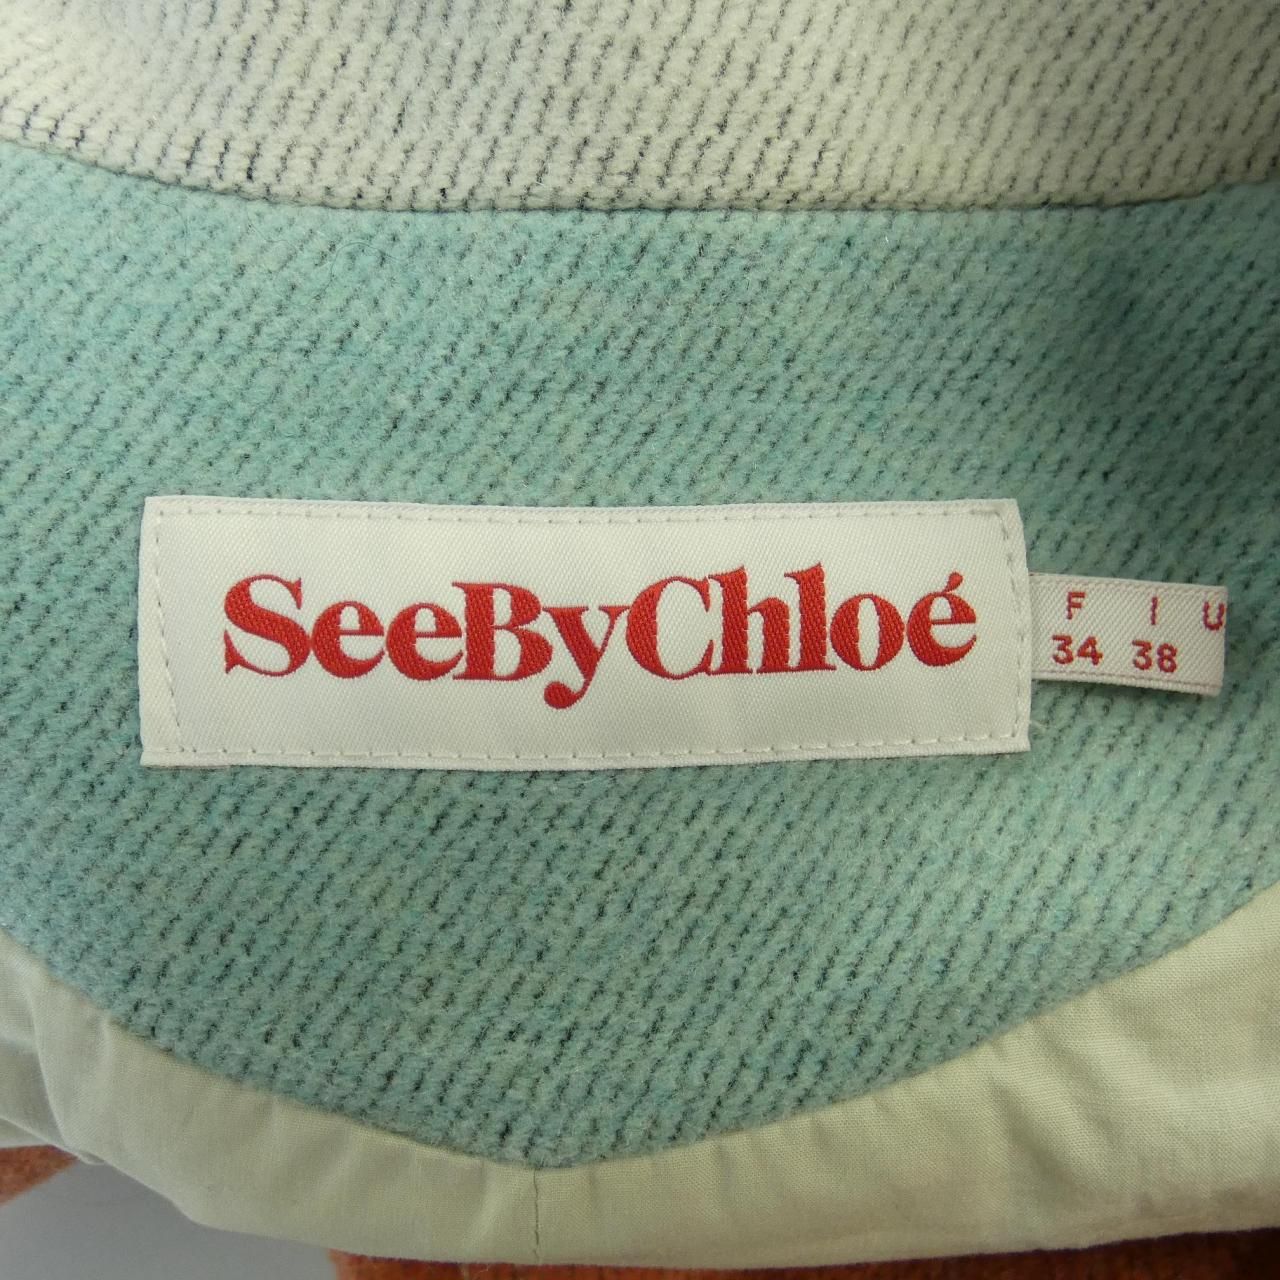 SeeByChloé
F I U
34 38